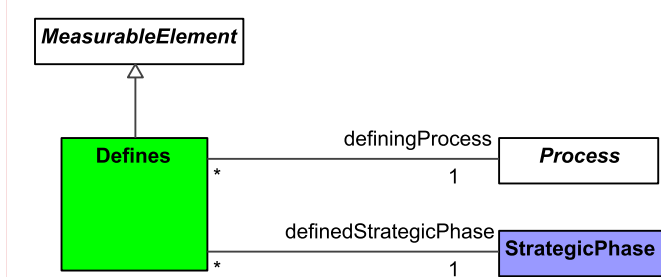 MeasurableElement
Defines
definingProcess
Process
*
1
definedStrategicPhase
StrategicPhase
*
1